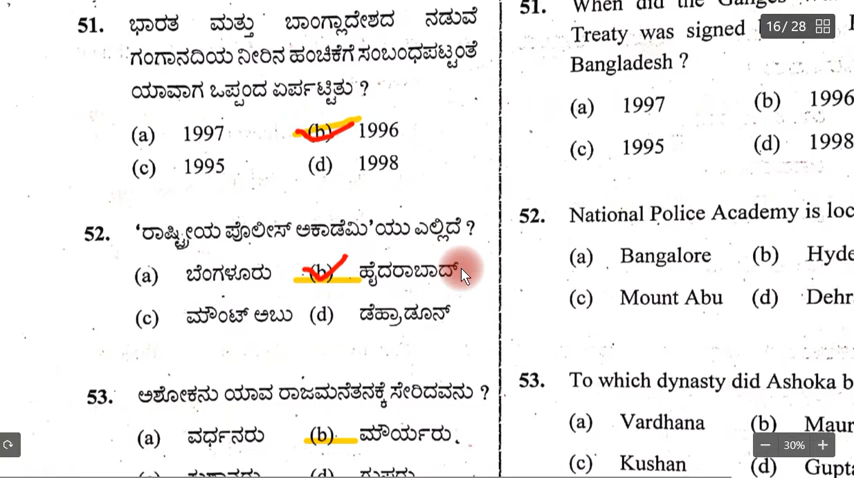 51. ಭಾರತ ಮತ್ತು ಬಾಂಗ್ಲಾದೇಶದ ನಡುವೆ
ಗಂಗಾನದಿಯ ನೀರಿನ ಹಂಚಿಕೆಗೆ ಸಂಬಂಧಪಟ್ಟಂತೆ
ಯಾವಾಗ ಒಪ್ಪಂದ ಏರ್ಪಟ್ಟಿತು ?
(a) 1997 (b) 1996
(c) 1995 (d) 1998
52. 'ರಾಷ್ಟ್ರೀಯ ಪೊಲೀಸ್ ಅಕಾಡೆಮಿ'ಯು ಎಲ್ಲಿದೆ ?
(a) ಬೆಂಗಳೂರು (b) ಹೈದರಾಬಾದ್
(c) ಮೌಂಟ್ ಅಬು (d) ಡೆಹ್ರಾಡೂನ್
53. ಅಶೋಕನು ಯಾವ ರಾಜಮನೆತನಕ್ಕೆ ಸೇರಿದವನು ?
(a) ವರ್ಧನರು (b) ಮೌರ್ಯರು
51. When did the Ganges
Treaty was signed
Bangladesh ?
(a) 1997 (b) 1996
(c) 1995 (d) 1998
52. National Police Academy is loc
(a) Bangalore (b) Hyde
(c) Mount Abu (d) Dehr
53. To which dynasty did Ashoka b
(a) Vardhana (b) Maur
(c) Kushan (d) Gupt
16 / 28
30%